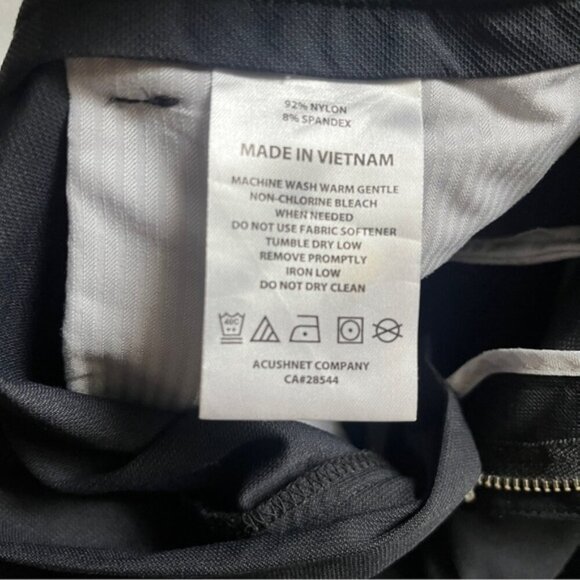 92% NYLON
8% SPANDEX
MADE IN VIETNAM
MACHINE WASH WARM GENTLE
NON-CHLORINE BLEACH
WHEN NEEDED
DO NOT USE FABRIC SOFTENER
TUMBLE DRY LOW
REMOVE PROMPTLY
IRON LOW
DO NOT DRY CLEAN
40C
ACUSHNET COMPANY
CA#28544